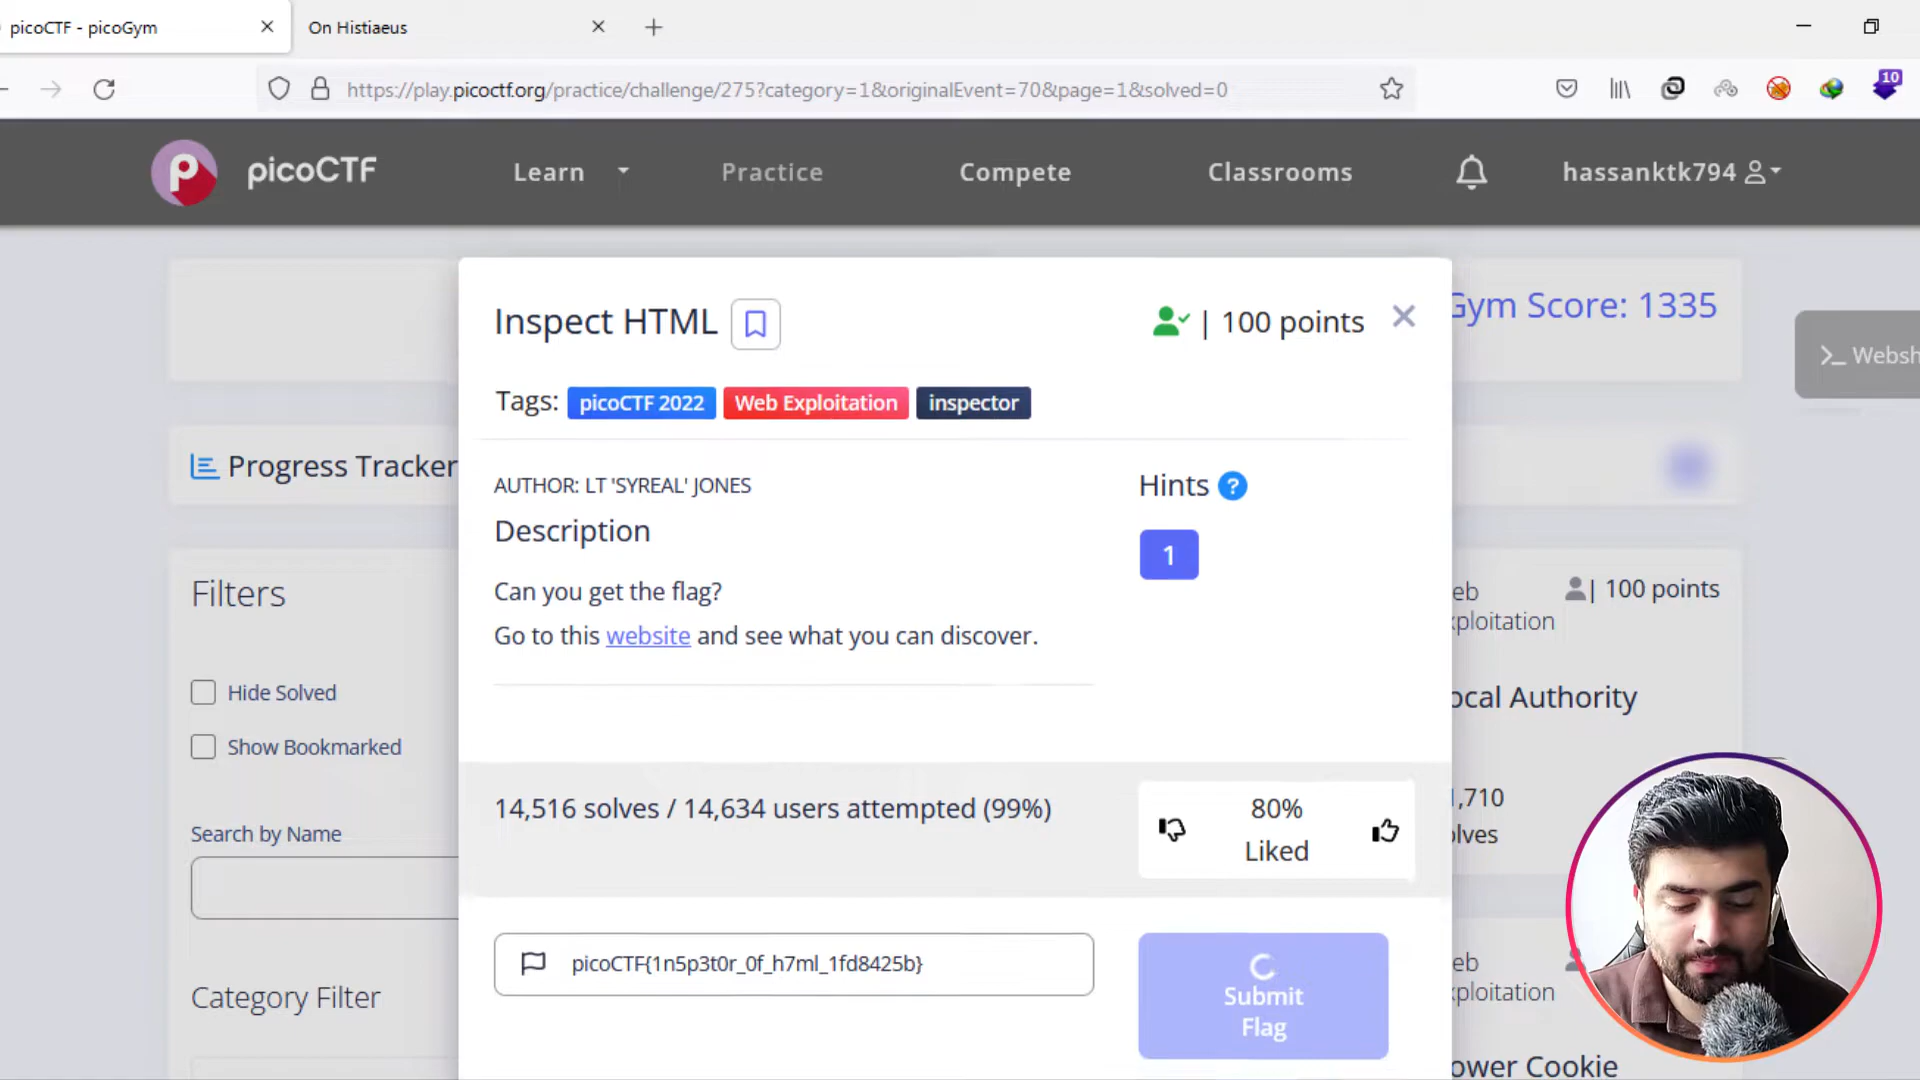 picoCTF - picoGym
On Histiaeus
https://play.picoctf.org/practice/challenge/275?category=1&originalEvent=70&page=1&solved=0
10
picoCTF
Learn
Practice
Compete
Classrooms
hassanktk794
Inspect HTML
| 100 points
Gym Score: 1335
>_ Websh
Tags: picoCTF 2022 Web Exploitation inspector
Progress Tracker
AUTHOR: LT 'SYREAL' JONES
Hints ?
Description
1
Can you get the flag?
Go to this website and see what you can discover.
Filters
Hide Solved
Show Bookmarked
Search by Name
Category Filter
14,516 solves / 14,634 users attempted (99%)
80%
Liked
picoCTF{1n5p3t0r_0f_h7ml_1fd8425b}
Submit
Flag
eb
xploitation
| 100 points
ocal Authority
1,710
olves
eb
xploitation
ower Cookie